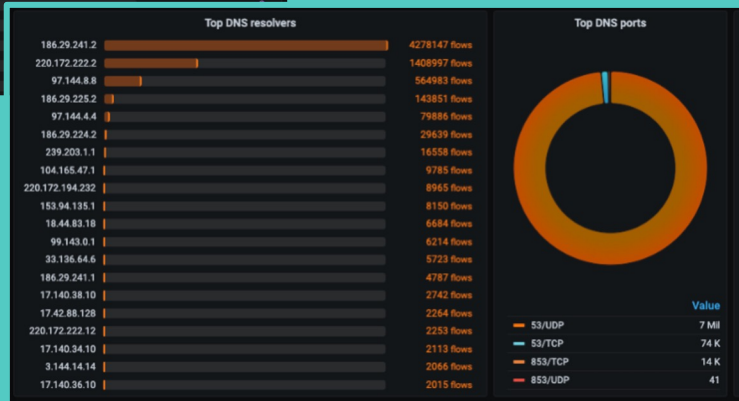 Top DNS resolvers
186.29.241.2 4278147 flows
220.172.222.2 1408997 flows
97.144.8.8 564983 flows
186.29.225.2 143851 flows
97.144.4.4 79886 flows
186.29.224.2 29639 flows
239.203.1.1 16558 flows
104.165.47.1 9785 flows
220.172.194.232 8965 flows
153.94.135.1 8150 flows
18.44.83.18 6684 flows
99.143.0.1 6214 flows
33.136.64.6 5723 flows
186.29.241.1 4787 flows
17.140.38.10 2742 flows
17.42.88.128 2264 flows
220.172.222.12 2253 flows
17.140.34.10 2113 flows
3.144.14.14 2066 flows
17.140.36.10 2015 flows
Top DNS ports
Value
53/UDP 7 Mil
53/TCP 74 K
853/TCP 14 K
853/UDP 41